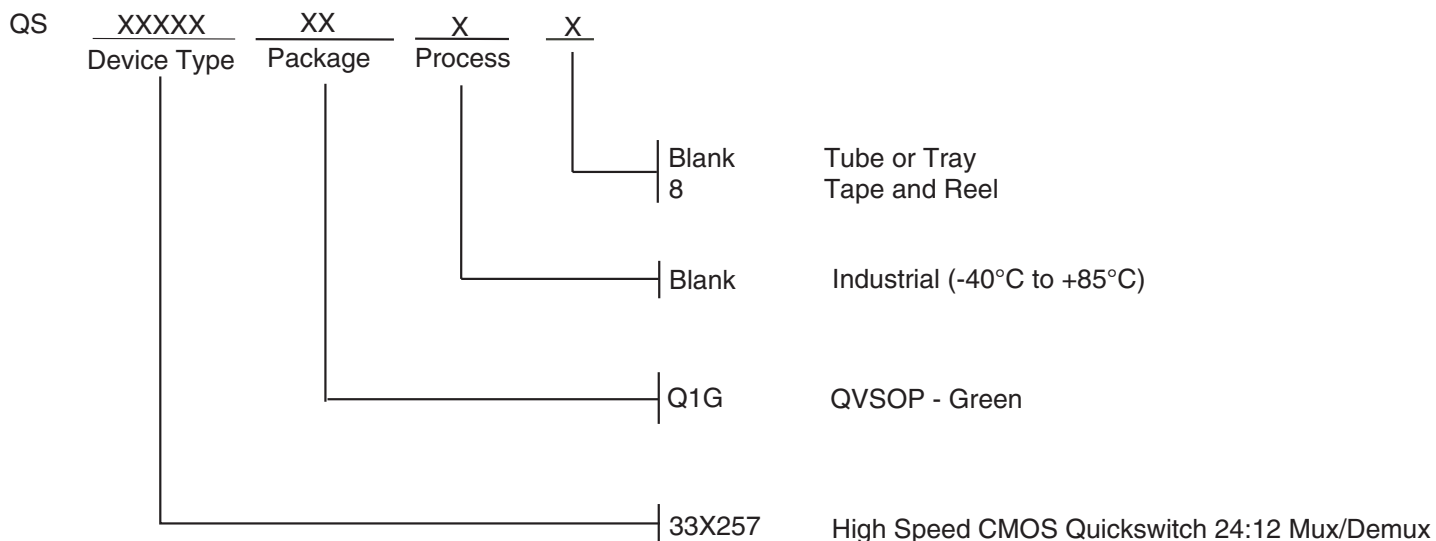 QS XXXXX XX X X
Device Type Package Process
Blank Tube or Tray
8 Tape and Reel
Blank Industrial (-40°C to +85°C)
Q1G QVSOP - Green
33X257 High Speed CMOS Quickswitch 24:12 Mux/Demux